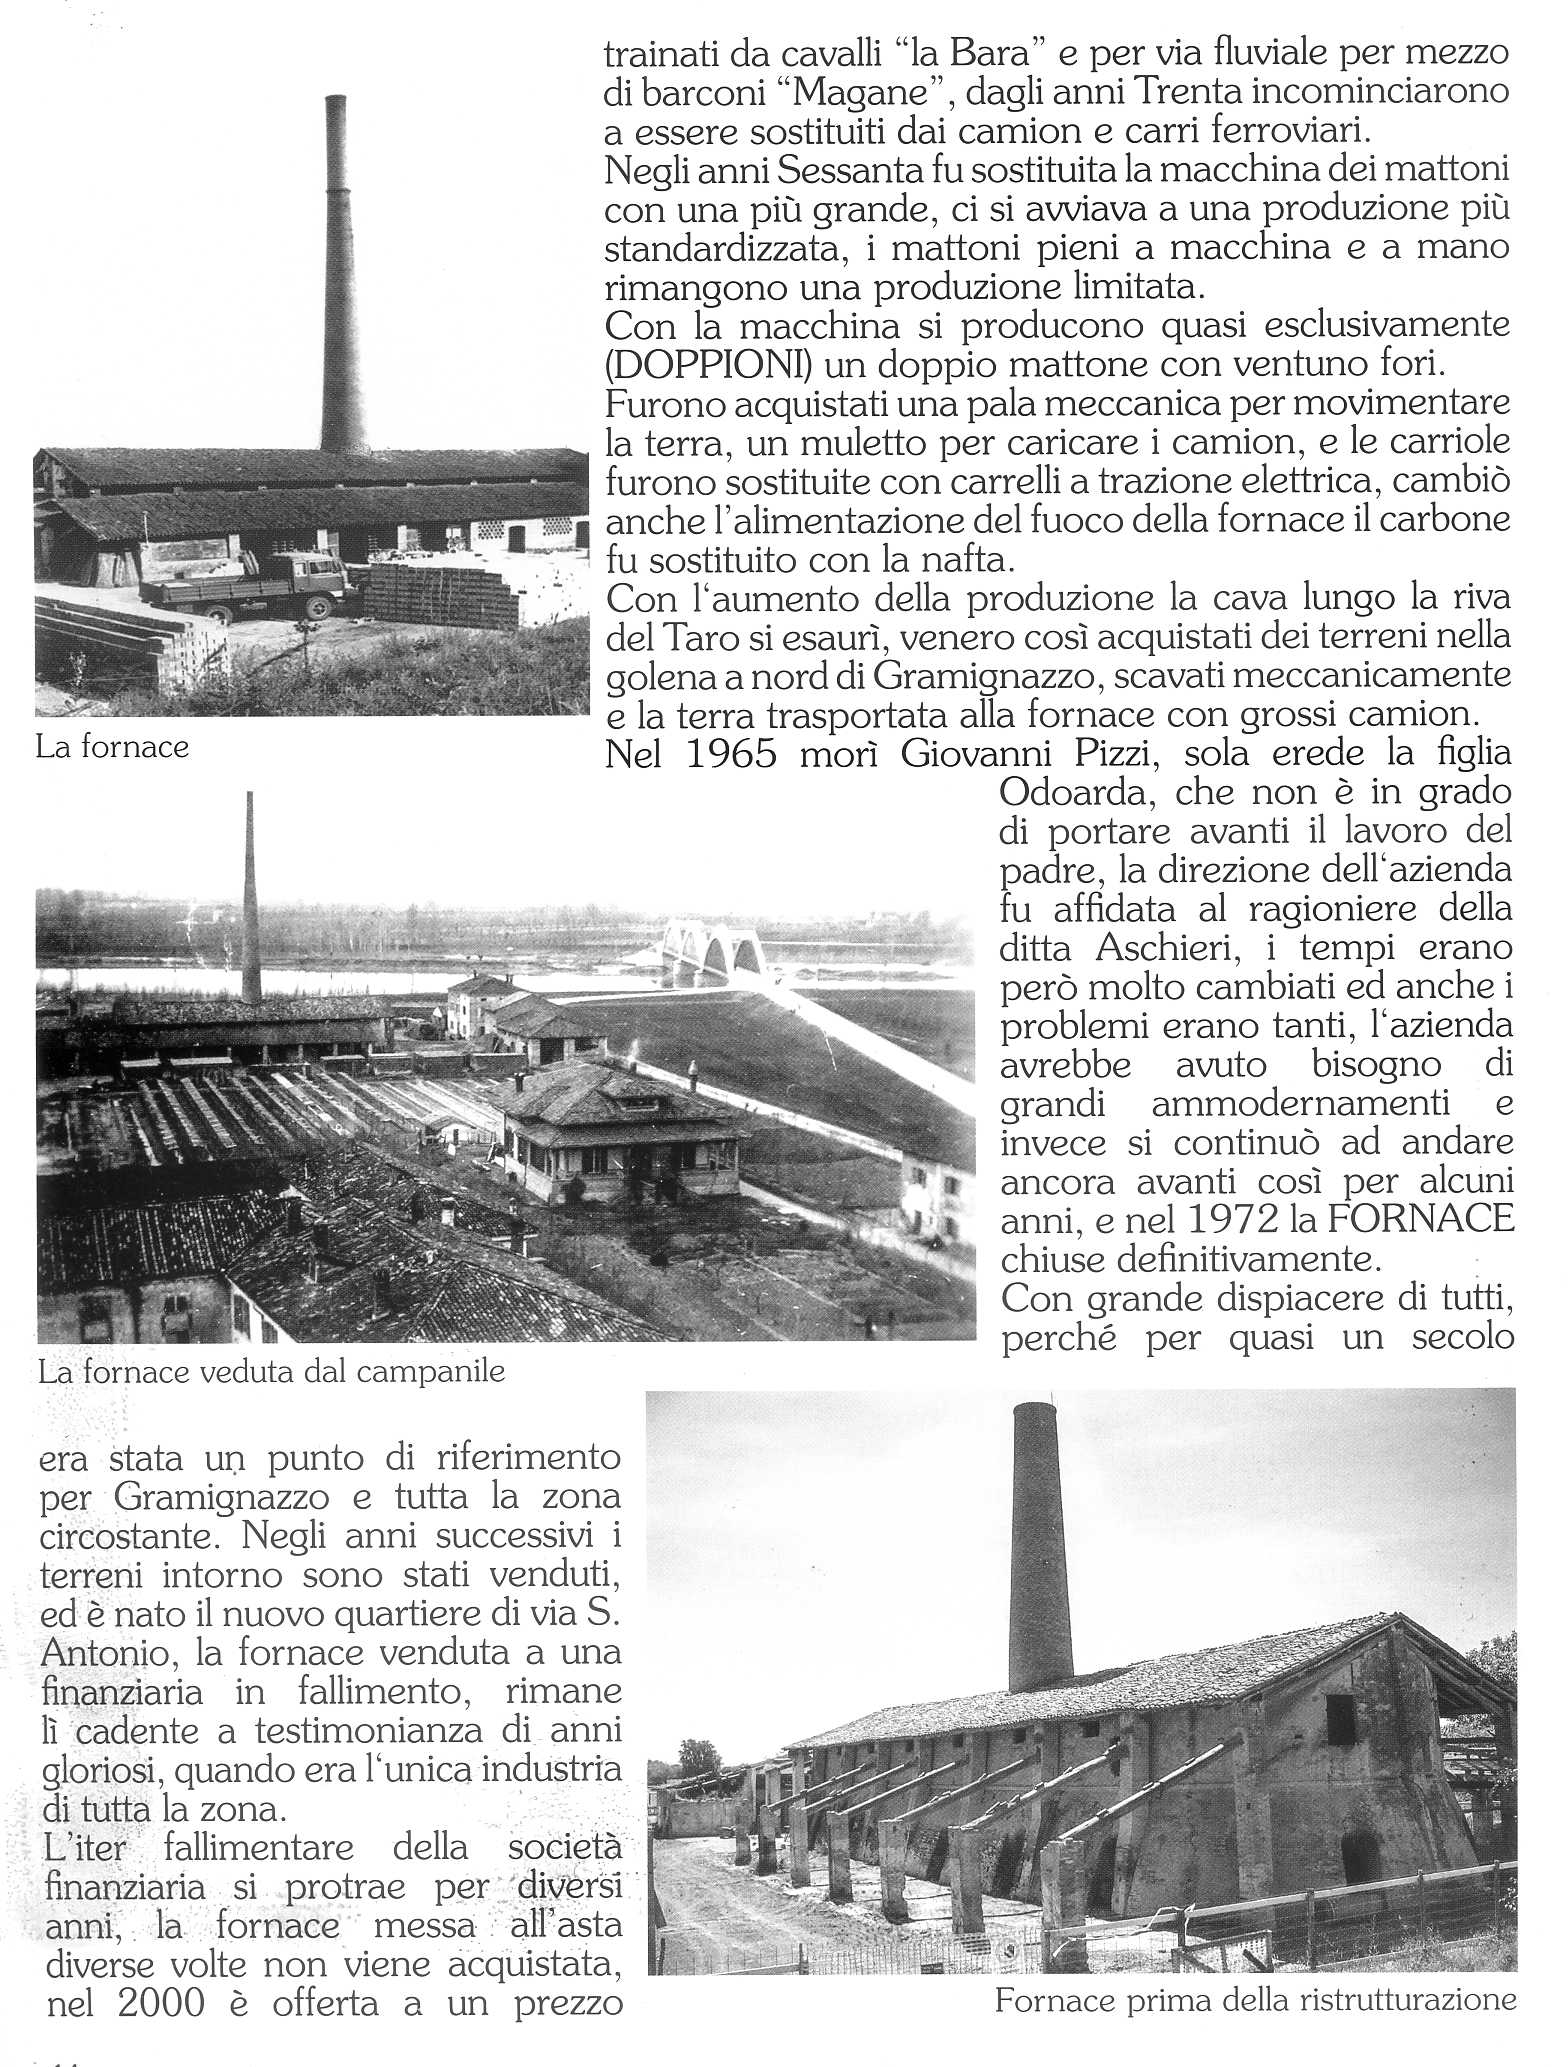 trainati da cavalli “la Bara” e per via fluviale per mezzo
di barconi “Magane”, dagli anni Trenta incominciarono
a essere sostituiti dai camion e carri ferroviari.
Negli anni Sessanta fu sostituita la macchina dei mattoni
con una più grande, ci si avviava a una produzione più
standardizzata, i mattoni pieni a macchina e a mano
rimangono una produzione limitata.
Con la macchina si producono quasi esclusivamente
(DOPPIONI) un doppio mattone con ventuno fori.
Furono acquistati una pala meccanica per movimentare
la terra, un muletto per caricare i camion, e le carriole
furono sostituite con carrelli a trazione elettrica, cambiò
anche l’alimentazione del fuoco della fornace il carbone
fu sostituito con la nafta.
Con l‘aumento della produzione la cava lungo la riva
del Taro si esaurì, venero così acquistati dei terreni nella
golena a nord di Gramignazzo, scavati meccanicamente
e la terra trasportata alla fornace con grossi camion.
La fornace
Nel 1965 morì Giovanni Pizzi, sola erede la figlia
Odoarda, che non è in grado
di portare avanti il lavoro del
padre, la direzione dell‘azienda
fu affidata al ragioniere della
ditta Aschieri, i tempi erano
però molto cambiati ed anche i
problemi erano tanti, l‘azienda
avrebbe avuto bisogno di
grandi ammodernamenti e
invece si continuò ad andare
ancora avanti così per alcuni
anni, e nel 1972 la FORNACE
chiuse definitivamente.
Con grande dispiacere di tutti,
perché per quasi un secolo
La fornace veduta dal campanile
era stata un punto di riferimento
per Gramignazzo e tutta la zona
circostante. Negli anni successivi i
terreni intorno sono stati venduti,
ed è nato il nuovo quartiere di via S.
Antonio, la fornace venduta a una
finanziaria in fallimento, rimane
lì cadente a testimonianza di anni
gloriosi, quando era l‘unica industria
di tutta la zona.
L’iter fallimentare della società
finanziaria si protrae per diversi
anni, la fornace messa all’asta
diverse volte non viene acquistata,
nel 2000 è offerta a un prezzo
Fornace prima della ristrutturazione